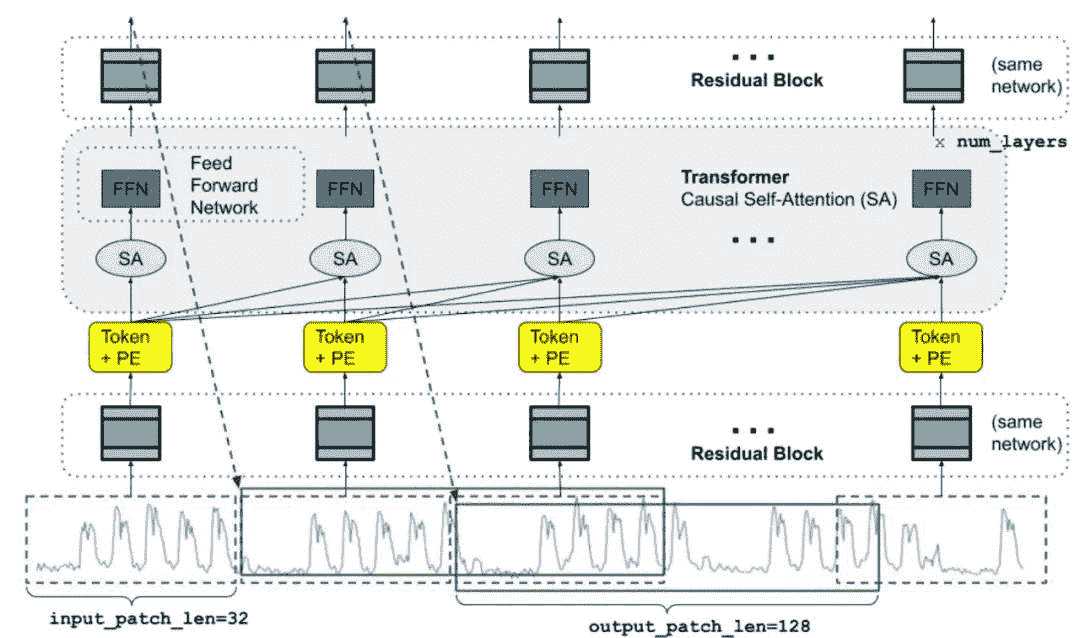 Residual Block
(same
network)
x num_layers
Feed
Forward
Network
FFN
FFN
FFN
FFN
Transformer
Causal Self-Attention (SA)
SA
SA
SA
SA
Token
+ PE
Token
+ PE
Token
+ PE
Token
+ PE
Residual Block
(same
network)
input_patch_len=32
output_patch_len=128